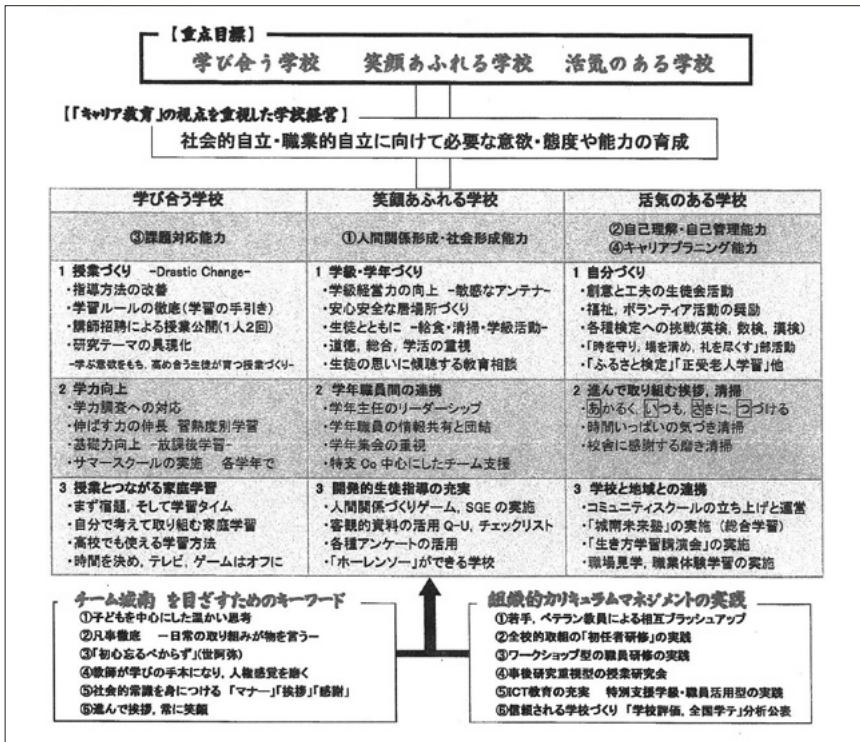 【重点目標】
学び合う学校　笑顔あふれる学校　活気のある学校
【「キャリア教育」の視点を重視した学校経営】
社会的自立・職業的自立に向けて必要な意欲・態度や能力の育成
学び合う学校
③課題対応能力
1 授業づくり -Drastic Change-
・指導方法の改善
・学習ルールの徹底(学習の手引き)
・講師招聘による授業公開(1人2回)
・研究テーマの具現化
-学ぶ意欲をもち、高め合う生徒が育つ授業づくり-
2 学力向上
・学力調査への対応
・伸ばす力の伸長 習熟度別学習
・基礎力向上 -放課後学習-
・サマースクールの実施 各学年で
3 授業とつながる家庭学習
・まず宿題, そして学習タイム
・自分で考えて取り組む家庭学習
・高校でも使える学習方法
・時間を決め, テレビ, ゲームはオフに
笑顔あふれる学校
①人間関係形成・社会形成能力
1 学級・学年づくり
・学級経営力の向上 -敏感なアンテナ-
・安心安全な居場所づくり
・生徒とともに -給食・清掃・学級活動-
・道徳, 総合, 学活の重視
・生徒の思いに傾聴する教育相談
2 学年職員間の連携
・学年主任のリーダーシップ
・学年職員の情報共有と団結
・学年集会の重視
・特支 Co 中心にしたチーム支援
3 開発的生徒指導の充実
・人間関係づくりゲーム, SGE の実施
・客観的資料の活用 Q-U, チェックリスト
・各種アンケートの活用
・「ホーレンソー」ができる学校
活気のある学校
②自己理解・自己管理能力
④キャリアプラニング能力
1 自分づくり
・創意と工夫の生徒会活動
・福祉, ボランティア活動の奨励
・各種検定への挑戦(英検, 数検, 漢検)
・「時を守り, 場を清め, 礼を尽くす」部活動
・「ふるさと検定」「正受老人学習」他
2 進んで取り組む挨拶, 清掃
・あかるく, いつも, さきに, つづける
・時間いっぱいの気づき清掃
・校舎に感謝する磨き清掃
3 学校と地域との連携
・コミュニティスクールの立ち上げと運営
・「城南未来塾」の実施 (総合学習)
・「生き方学習講演会」の実施
・職場見学, 職業体験学習の実施
チーム城南 を目ざすためのキーワード
①子どもを中心にした温かい思考
②凡事徹底 -日常の取り組みが物を言う-
③「初心忘るべからず」(世阿弥)
④教師が学びの手本になり, 人権感覚を磨く
⑤社会的常識を身につける 「マナー」「挨拶」「感謝」
⑥進んで挨拶, 常に笑顔
組織的カリキュラムマネジメントの実践
①若手, ベテラン教員による相互ブラッシュアップ
②全校的取組の「初任者研修」の実践
③ワークショップ型の職員研修の実践
④事後研究重視型の授業研究会
⑤ICT教育の充実 特別支援学級・職員活用型の実践
⑥信頼される学校づくり 「学校評価, 全国学テ」分析公表